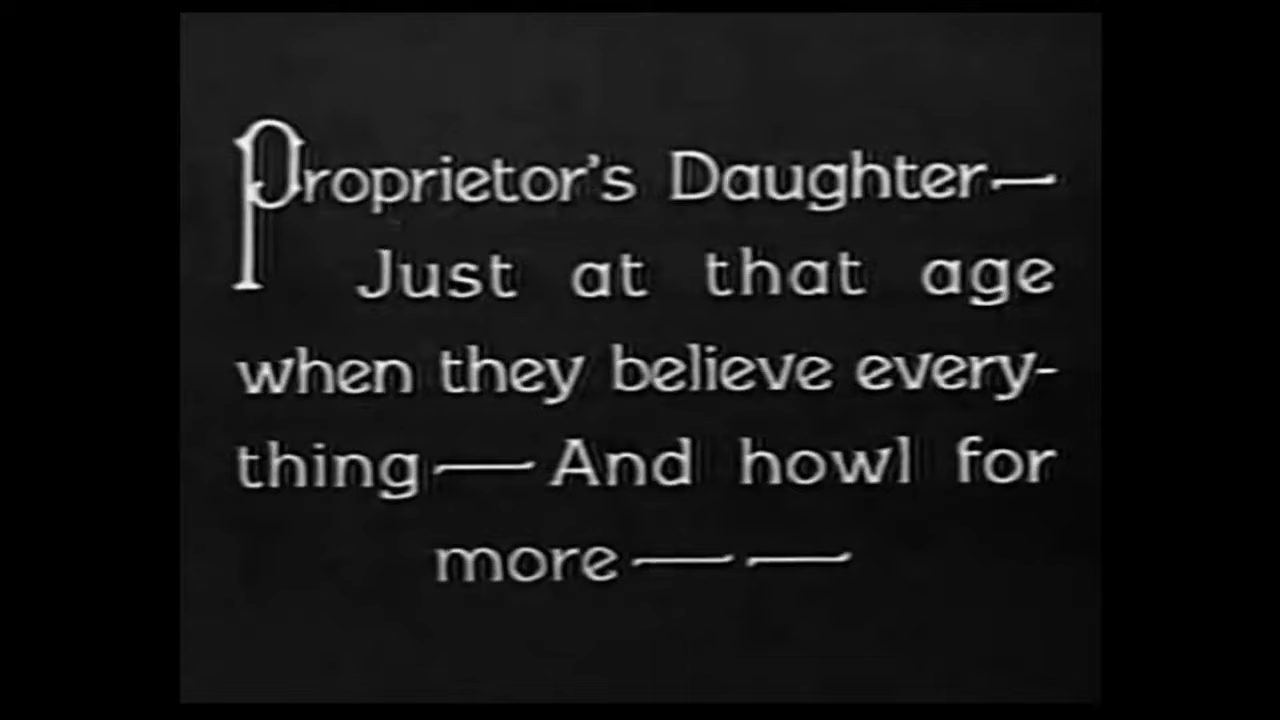 Proprietor's Daughter—
Just at that age
when they believe every-
thing — And howl for
more — —